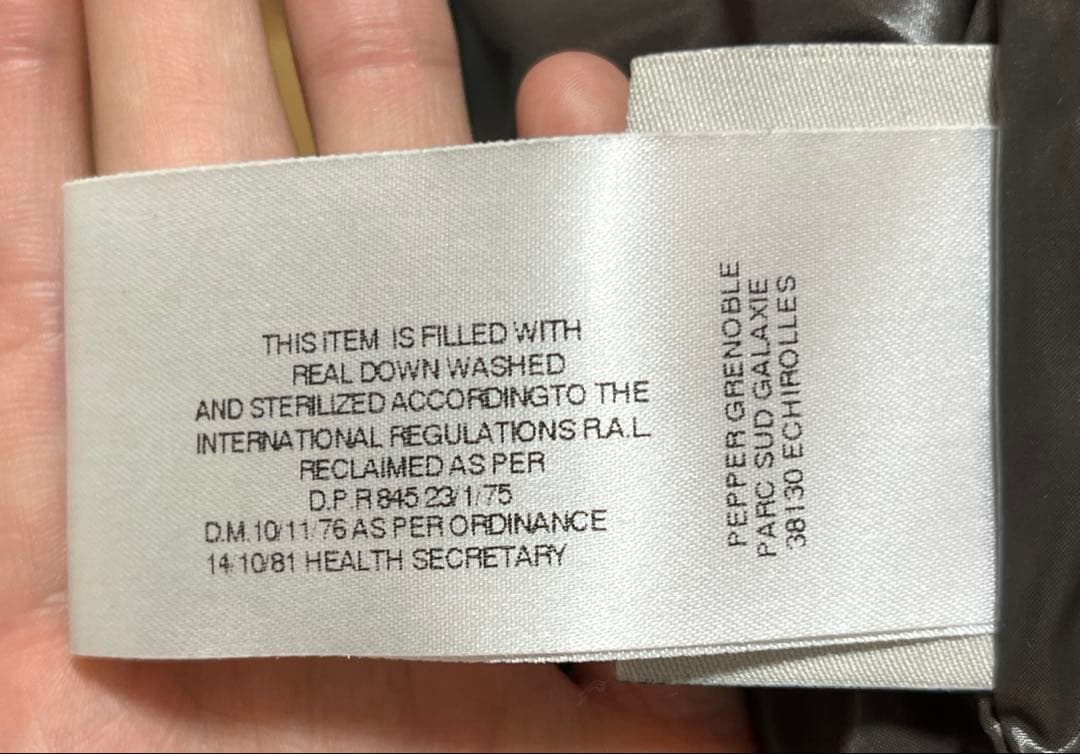 THIS ITEM IS FILLED WITH
REAL DOWN WASHED
AND STERILIZED ACCORDINGTO THE
INTERNATIONAL REGULATIONS R.A.L.
RECLAIMED AS PER
D.P.R 845 23/1/75
D.M.10/11/76 AS PER ORDINANCE
14/10/81 HEALTH SECRETARY
PEPPER GRENOBLE
PARC SUD GALAXIE
38130 ECHIROLLES